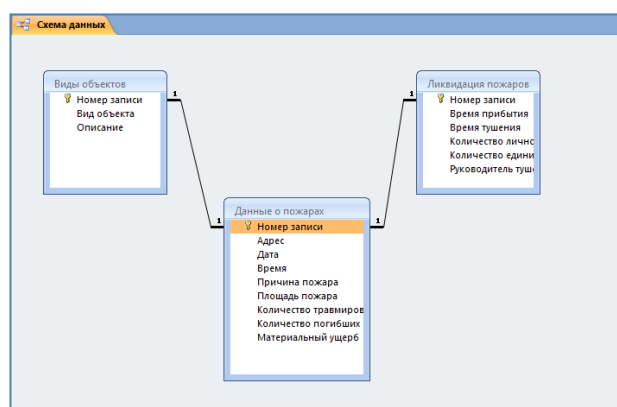 Схема данных
Виды объектов
Номер записи
Вид объекта
Описание
1
Ликвидация пожаров
Номер записи
Время прибытия
Время тушения
Количество лично
Количество едини
Руководитель туш
1
Данные о пожарах
Номер записи
Адрес
Дата
Время
Причина пожара
Площадь пожара
Количество травмиров
Количество погибших
Материальный ущерб
1
1